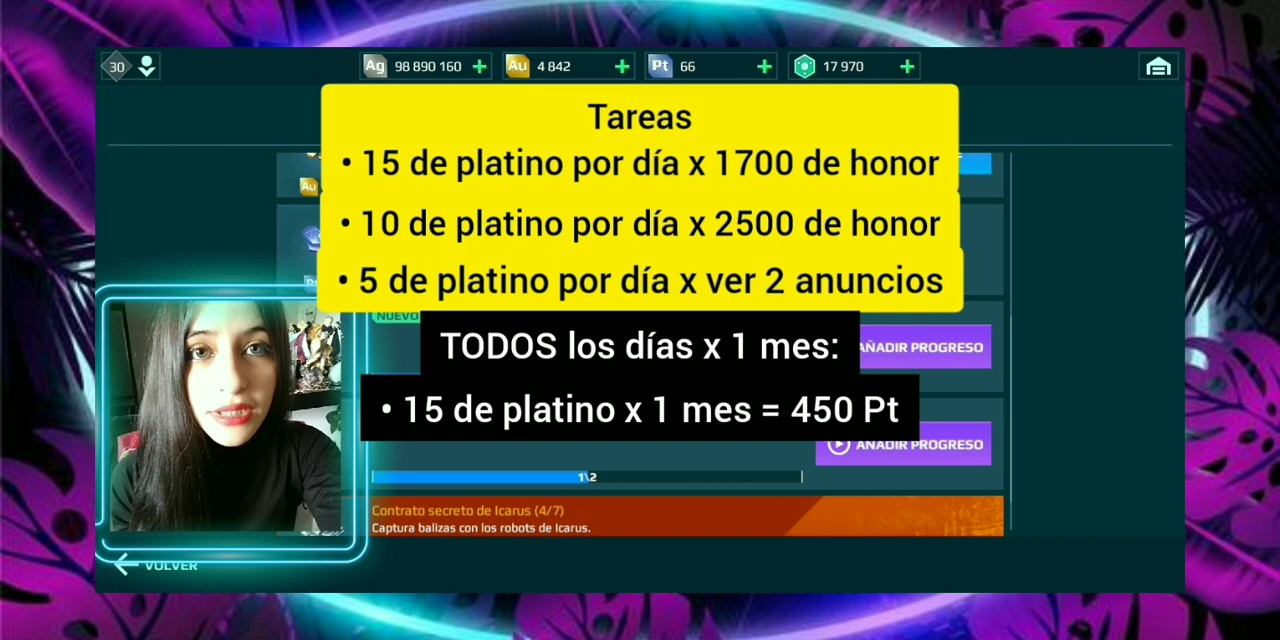 30
Ag 98 890 160 +
Au 4 842 +
Pt 66 +
17 970 +
Tareas
• 15 de platino por día x 1700 de honor
Au
• 10 de platino por día x 2500 de honor
• 5 de platino por día x ver 2 anuncios
NUEVO
TODOS los días x 1 mes:
AÑADIR PROGRESO
• 15 de platino x 1 mes = 450 Pt
AÑADIR PROGRESO
1\2
Contrato secreto de Icarus (4/7)
Captura balizas con los robots de Icarus.
VOLVER